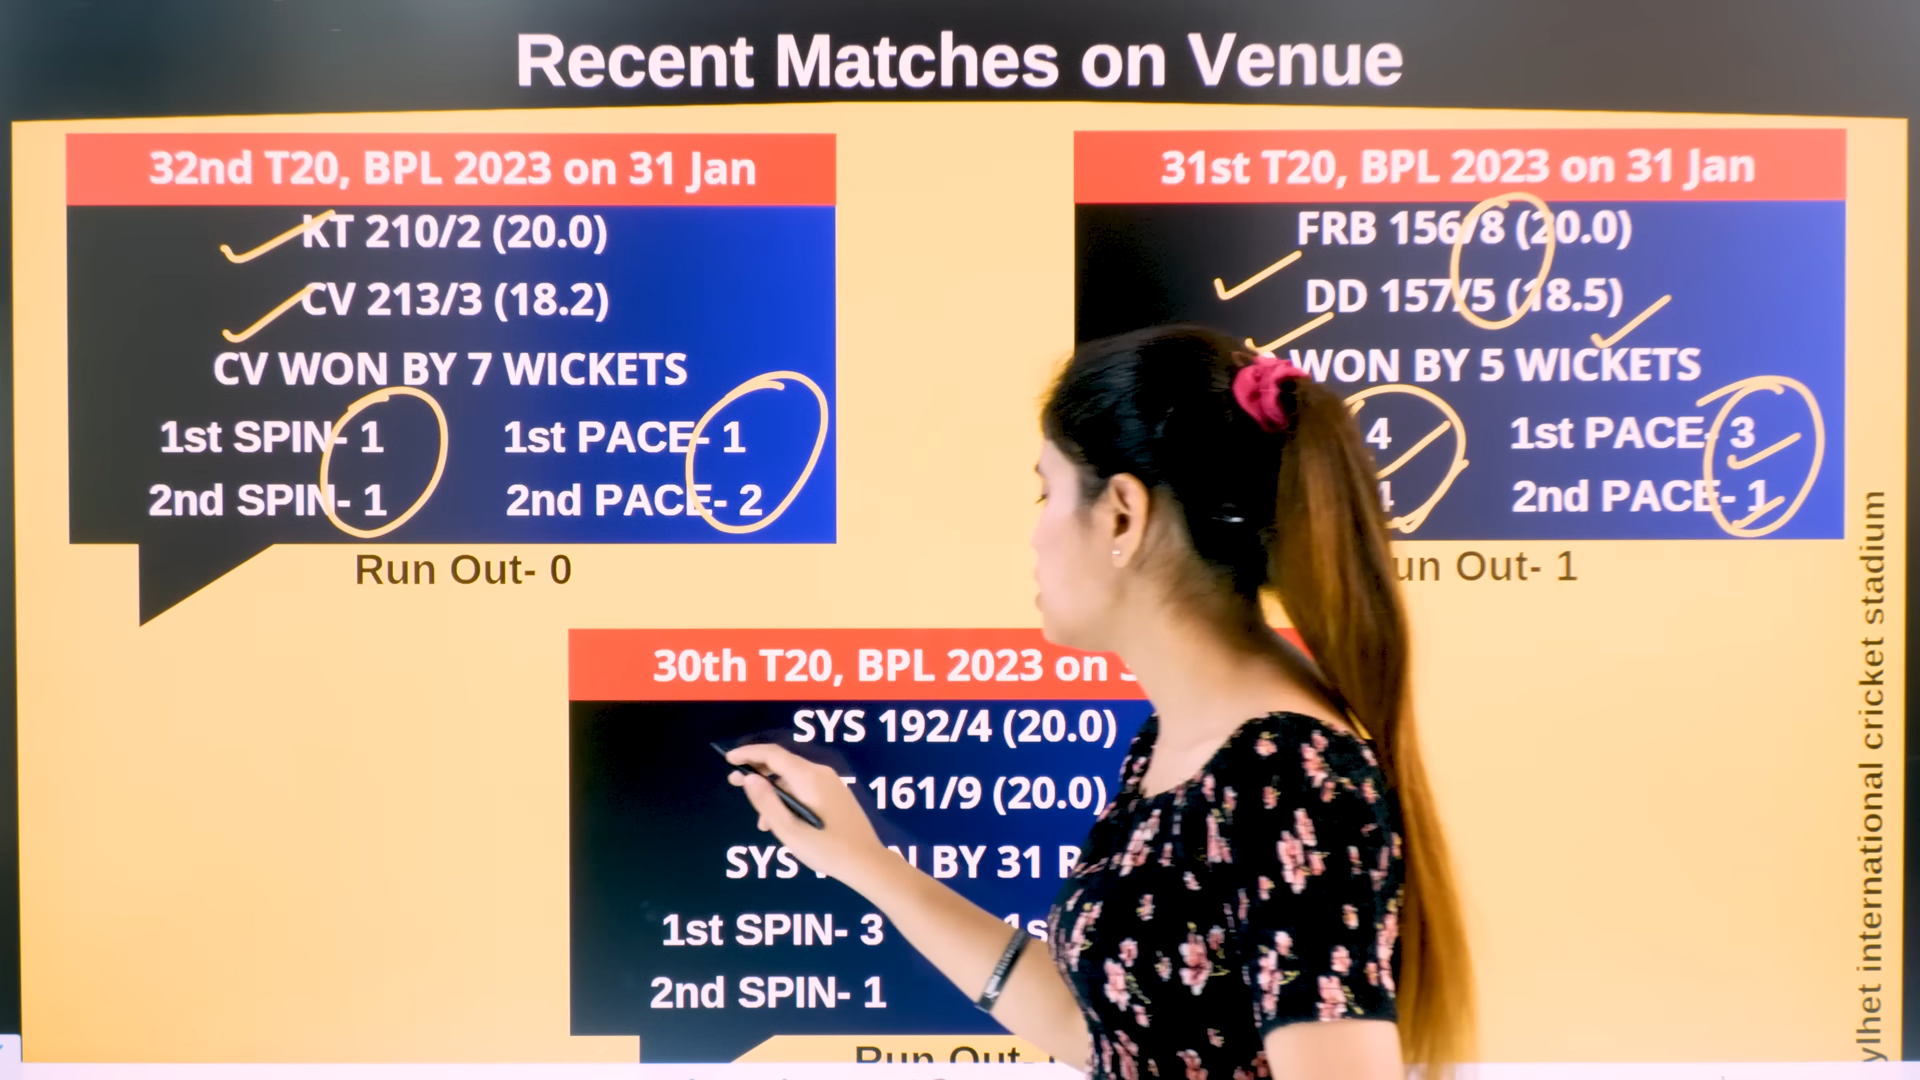 Recent Matches on Venue
32nd T20, BPL 2023 on 31 Jan
KT 210/2 (20.0)
CV 213/3 (18.2)
CV WON BY 7 WICKETS
1st SPIN- 1 1st PACE- 1
2nd SPIN- 1 2nd PACE- 2
Run Out- 0
31st T20, BPL 2023 on 31 Jan
FRB 156/8 (20.0)
DD 157/5 (18.5)
WON BY 5 WICKETS
4 1st PACE- 3
4 2nd PACE- 1
Out- 1
30th T20, BPL 2023 on
SYS 192/4 (20.0)
161/9 (20.0)
SYS BY 31
1st SPIN- 3
2nd SPIN- 1
Run Out-
international cricket stadium